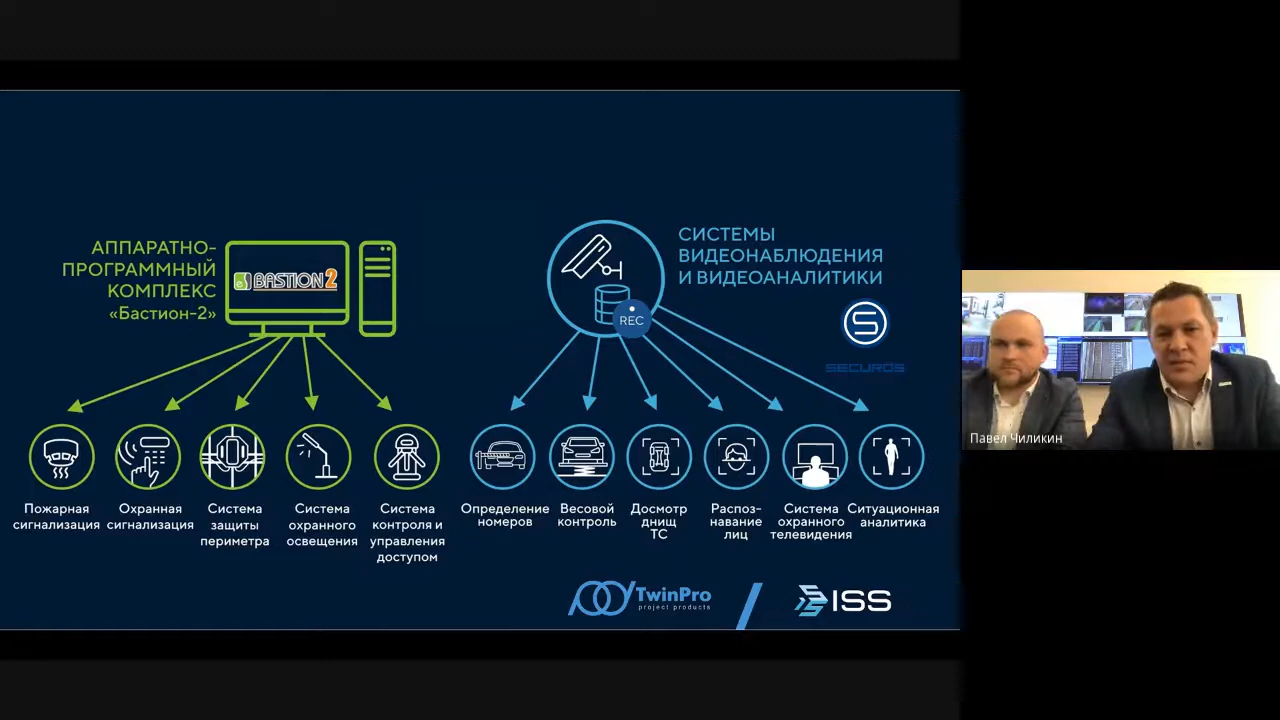 АППАРАТНО-
ПРОГРАММНЫЙ
КОМПЛЕКС
«Бастион-2»
BASTION 2
СИСТЕМЫ
ВИДЕОНАБЛЮДЕНИЯ
И ВИДЕОАНАЛИТИКИ
REC
S
SECUROS
Пожарная
сигнализация
Охранная
сигнализация
Система
защиты
периметра
Система
охранного
освещения
Система
контроля и
управления
доступом
Определение
номеров
Весовой
контроль
Досмотр
днищ
ТС
Распоз-
навание
лиц
Система
охранного
телевидения
Ситуационная
аналитика
TwinPro
project products
ISS
Павел Чиликин